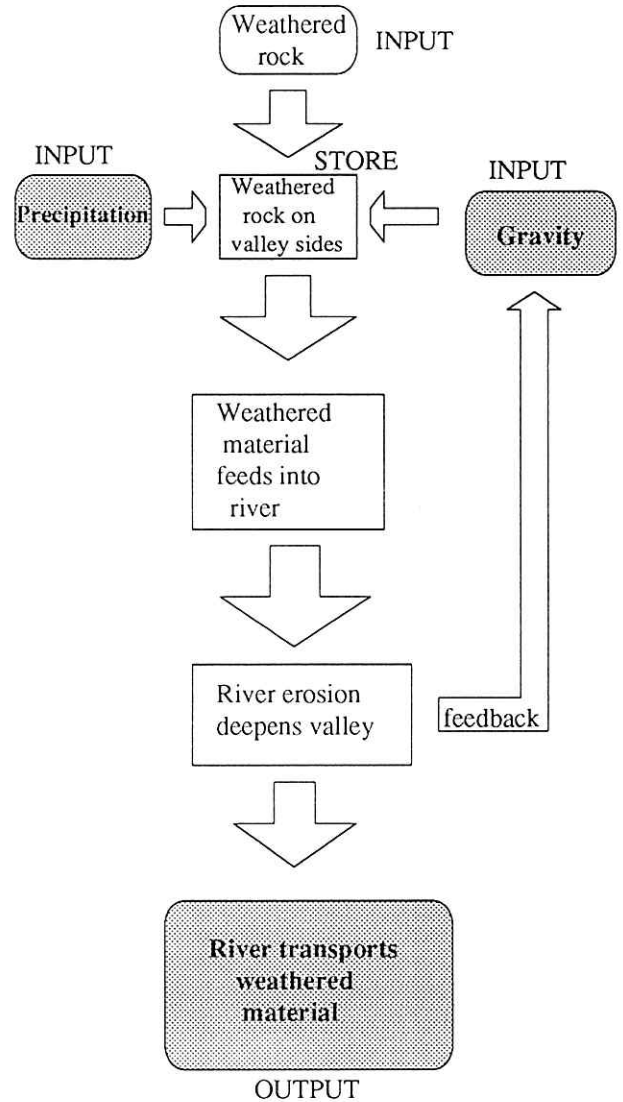 Weathered
rock
INPUT
INPUT
STORE
INPUT
Precipitation
Weathered
rock on
valley sides
Gravity
Weathered
material
feeds into
river
River erosion
deepens valley
feedback
River transports
weathered
material
OUTPUT